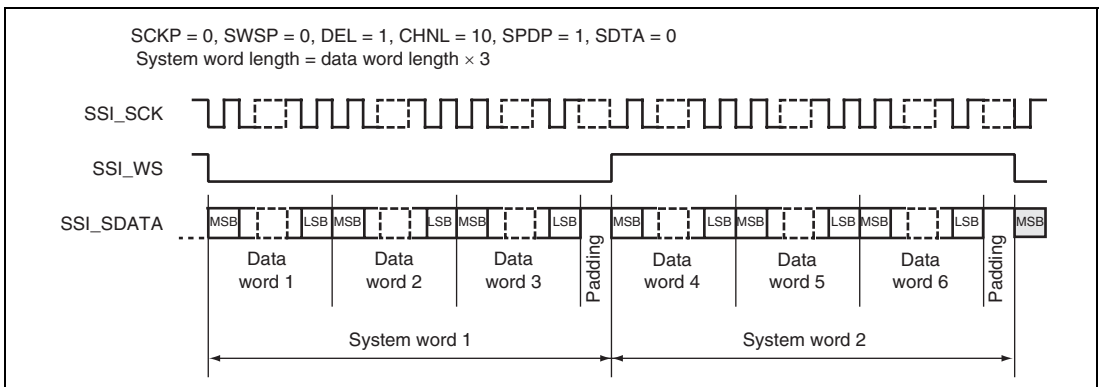 SCKP = 0, SWSP = 0, DEL = 1, CHNL = 10, SPDP = 1, SDTA = 0
System word length = data word length × 3
SSI_SCK
SSI_WS
SSI_SDATA
MSB LSB MSB LSB MSB LSB MSB LSB MSB LSB MSB LSB MSB
Data word 1
Data word 2
Data word 3
Padding
Data word 4
Data word 5
Data word 6
Padding
System word 1
System word 2